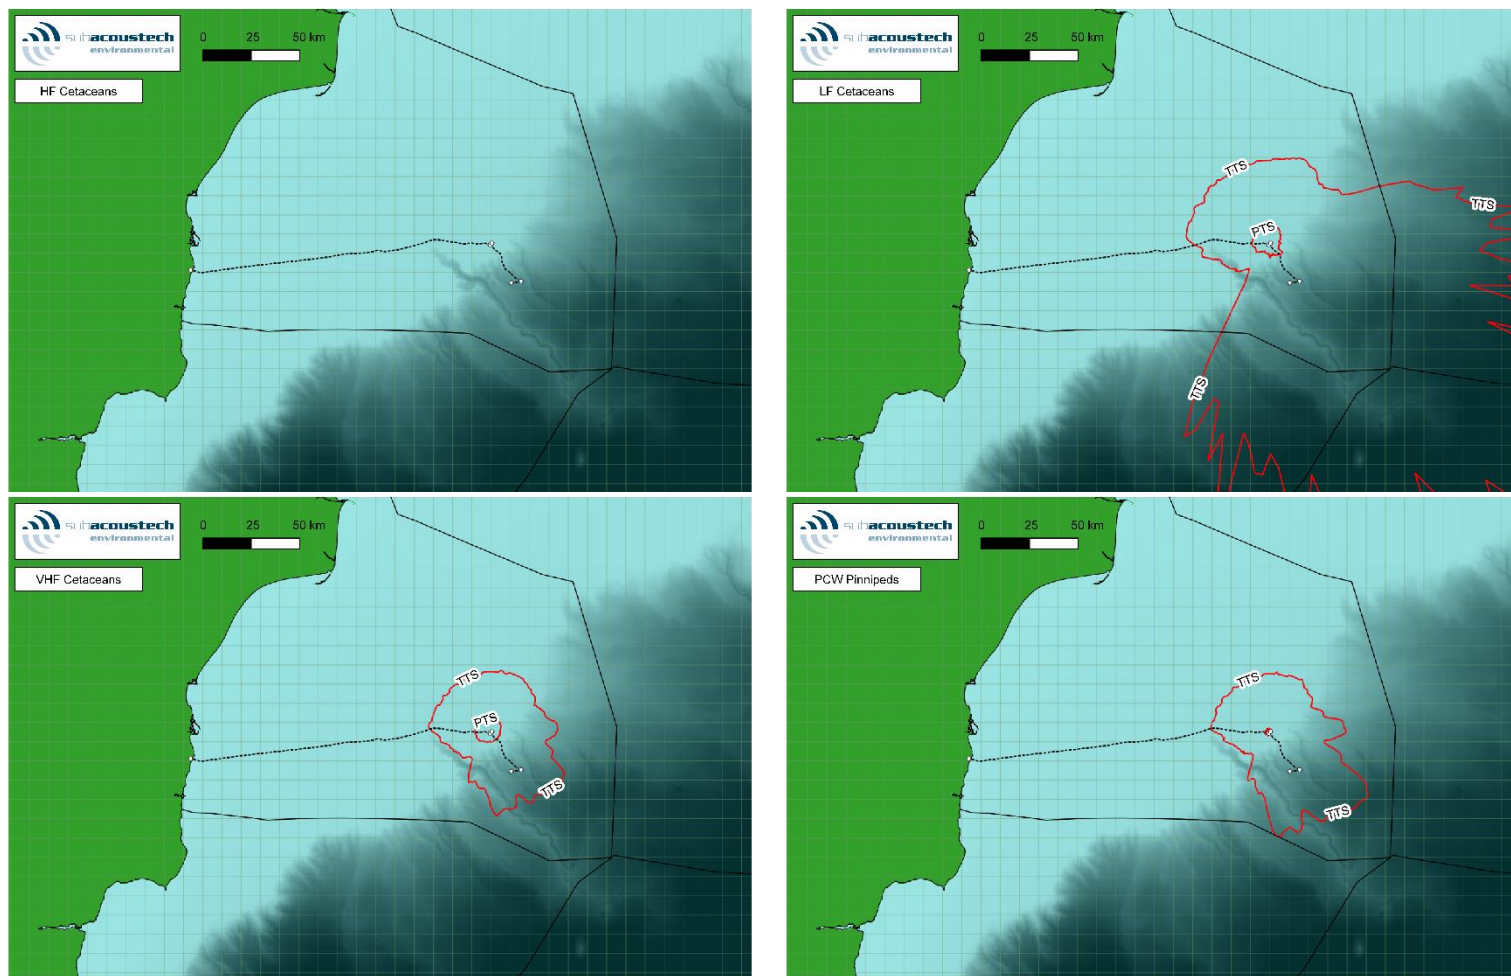 subacoustech
environmental
0 25 50 km
HF Cetaceans
subacoustech
environmental
0 25 50 km
LF Cetaceans
TTS
TTS
PTS
TTS
subacoustech
environmental
0 25 50 km
VHF Cetaceans
TTS
PTS
TTS
subacoustech
environmental
0 25 50 km
PCW Pinnipeds
TTS
TTS